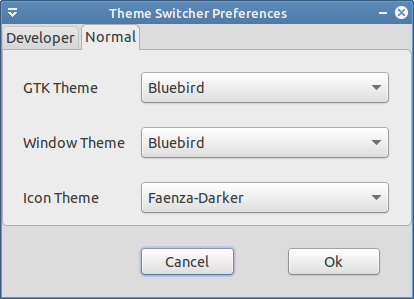 Theme Switcher Preferences
Developer Normal
GTK Theme Bluebird
Window Theme Bluebird
Icon Theme Faenza-Darker
Cancel Ok